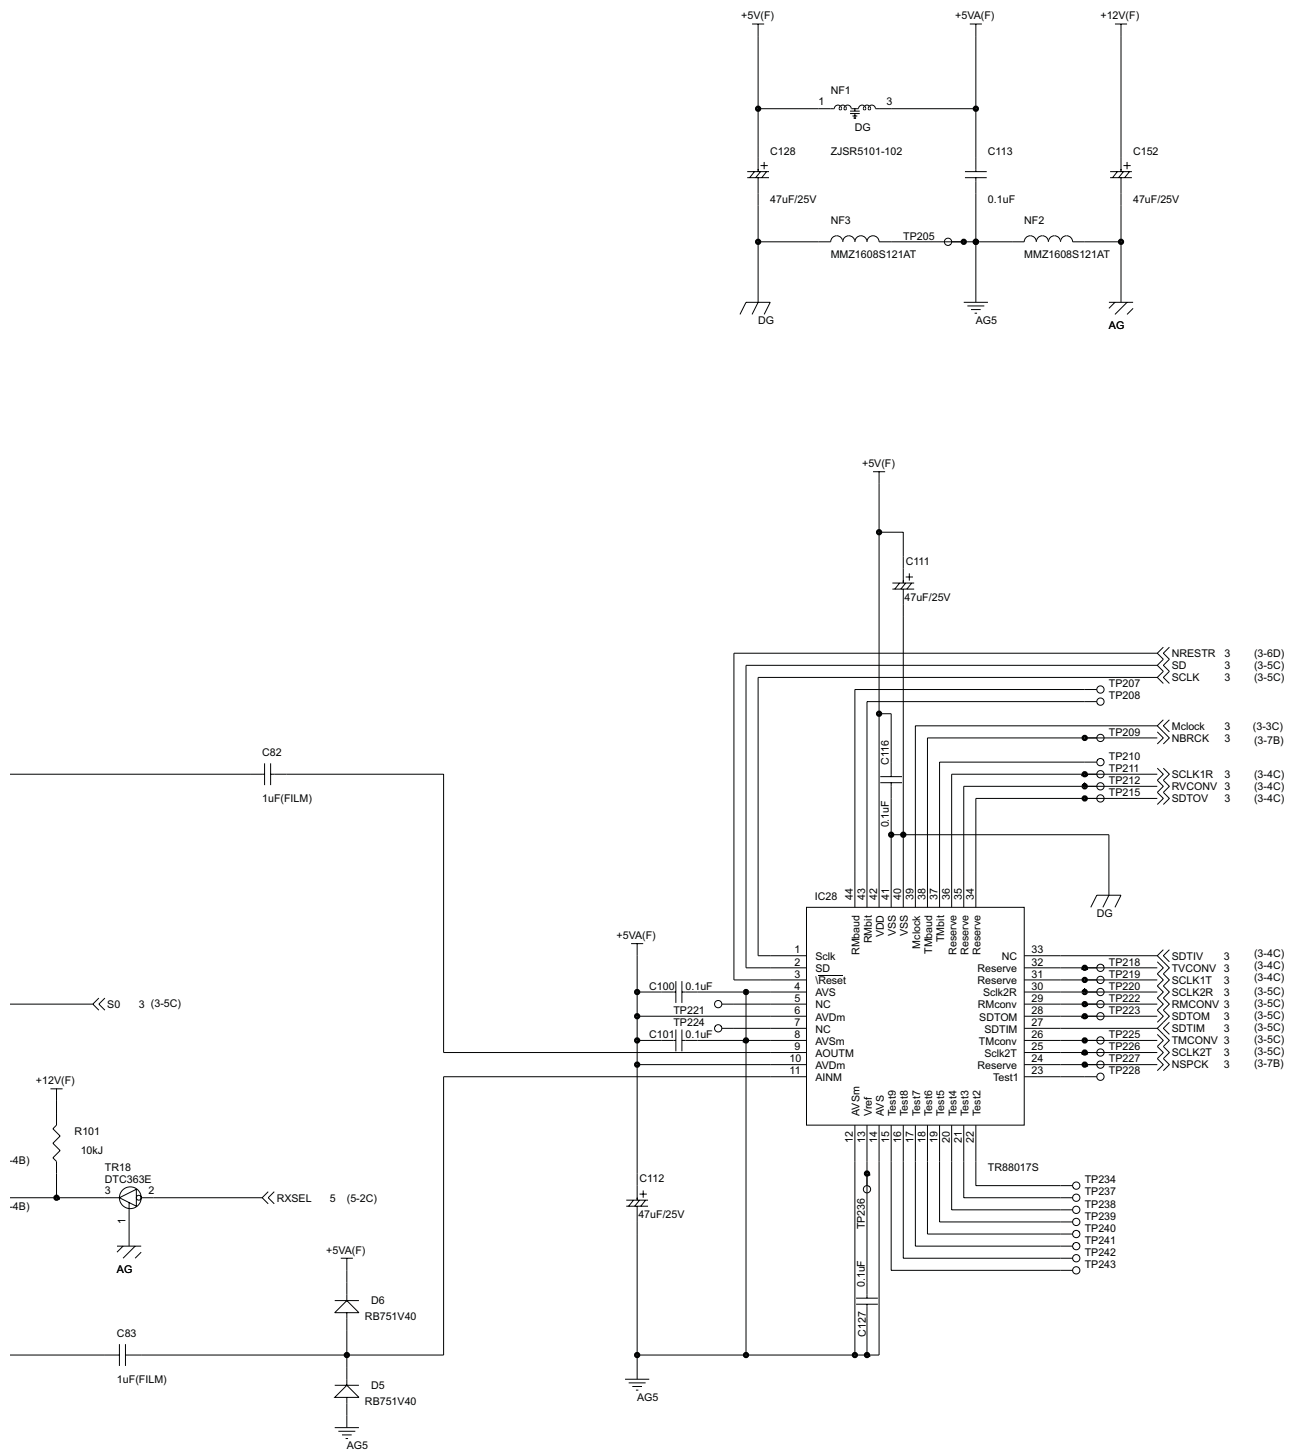 +5V(F) +5VA(F) +12V(F)
NF1
1 3
DG
C128 ZJSR5101-102 C113 C152
47uF/25V 0.1uF 47uF/25V
NF3 NF2
TP205
MMZ1608S121AT MMZ1608S121AT
DG AG5 AG
+5V(F)
C111
47uF/25V
NRESTR 3 (3-6D)
SD 3 (3-5C)
SCLK 3 (3-5C)
TP207
TP208
Mclock 3 (3-3C)
TP209 NBRCK 3 (3-7B)
TP210
TP211 SCLK1R 3 (3-4C)
TP212 RVCONV 3 (3-4C)
TP215 SDTOV 3 (3-4C)
C116
0.1uF
C82
1uF(FILM)
DG
IC28
44 43 42 41 40 39 38 37 36 35 34
RMbaud RMbit VDD VSS VSS Mclock TMbaud TMbit Reserve Reserve Reserve
+5VA(F)
1 Sclk NC 33 SDTIV 3 (3-4C)
2 SD Reserve 32 TP218 TVCONV 3 (3-4C)
3 \Reset Reserve 31 TP219 SCLK1T 3 (3-4C)
C100 0.1uF 4 AVS Sclk2R 30 TP220 SCLK2R 3 (3-5C)
S0 3 (3-5C) 5 NC RMconv 29 TP222 RMCONV 3 (3-5C)
TP221 6 AVDm SDTOM 28 TP223 SDTOM 3 (3-5C)
TP224 7 NC SDTIM 27 SDTIM 3 (3-5C)
C101 0.1uF 8 AVSm TMconv 26 TP225 TMCONV 3 (3-5C)
9 AOUTM Sclk2T 25 TP226 SCLK2T 3 (3-5C)
10 AVDm Reserve 24 TP227 NSPCK 3 (3-7B)
11 AINM Test1 23 TP228
AVSm Vref AVS Test9 Test8 Test7 Test6 Test5 Test4 Test3 Test2
12 13 14 15 16 17 18 19 20 21 22
TR88017S
+12V(F)
R101
10kJ
-4B)
TR18
DTC363E
-4B) 3 2 RXSEL 5 (5-2C)
1
AG
C112
47uF/25V
TP236
0.1uF
C127
TP234
TP237
TP238
TP239
TP240
TP241
TP242
TP243
+5VA(F)
D6
RB751V40
C83
1uF(FILM)
D5
RB751V40
AG5
AG5